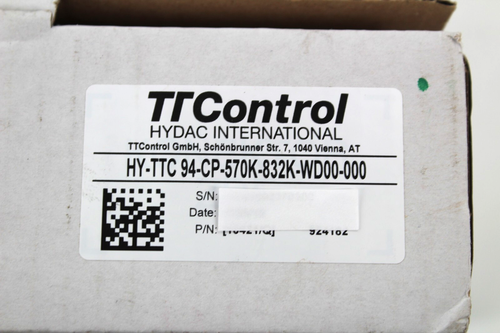 TTControl
HYDAC INTERNATIONAL
TTControl GmbH, Schönbrunner Str. 7, 1040 Vienna, AT
HY-TTC 94-CP-570K-832K-WD00-000
S/N:
Date:
P/N: 924182